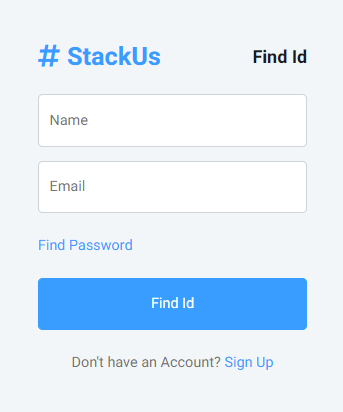 # StackUs
Find Id
Name
Email
Find Password
Find Id
Don't have an Account? Sign Up